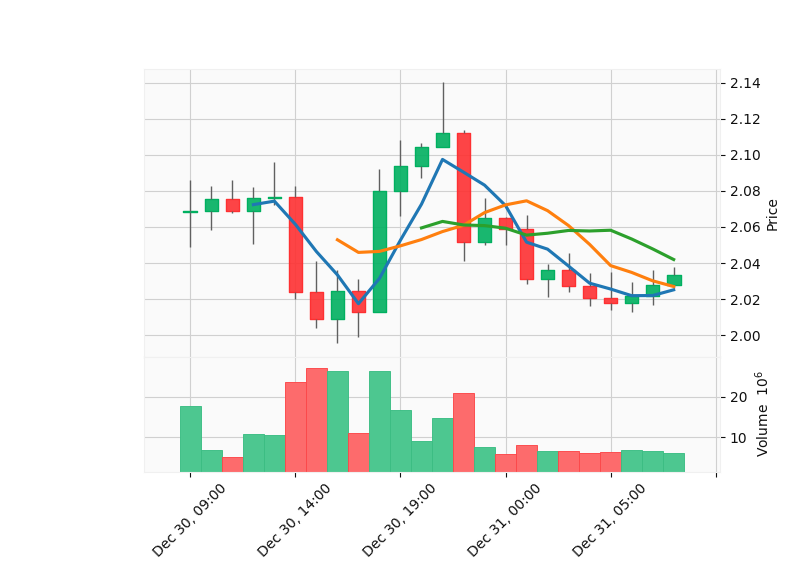 2.14
2.12
2.10
2.08
2.06
2.04
2.02
2.00
Price
20
10
Volume 10⁶
Dec 30, 09:00
Dec 30, 14:00
Dec 30, 19:00
Dec 31, 00:00
Dec 31, 05:00